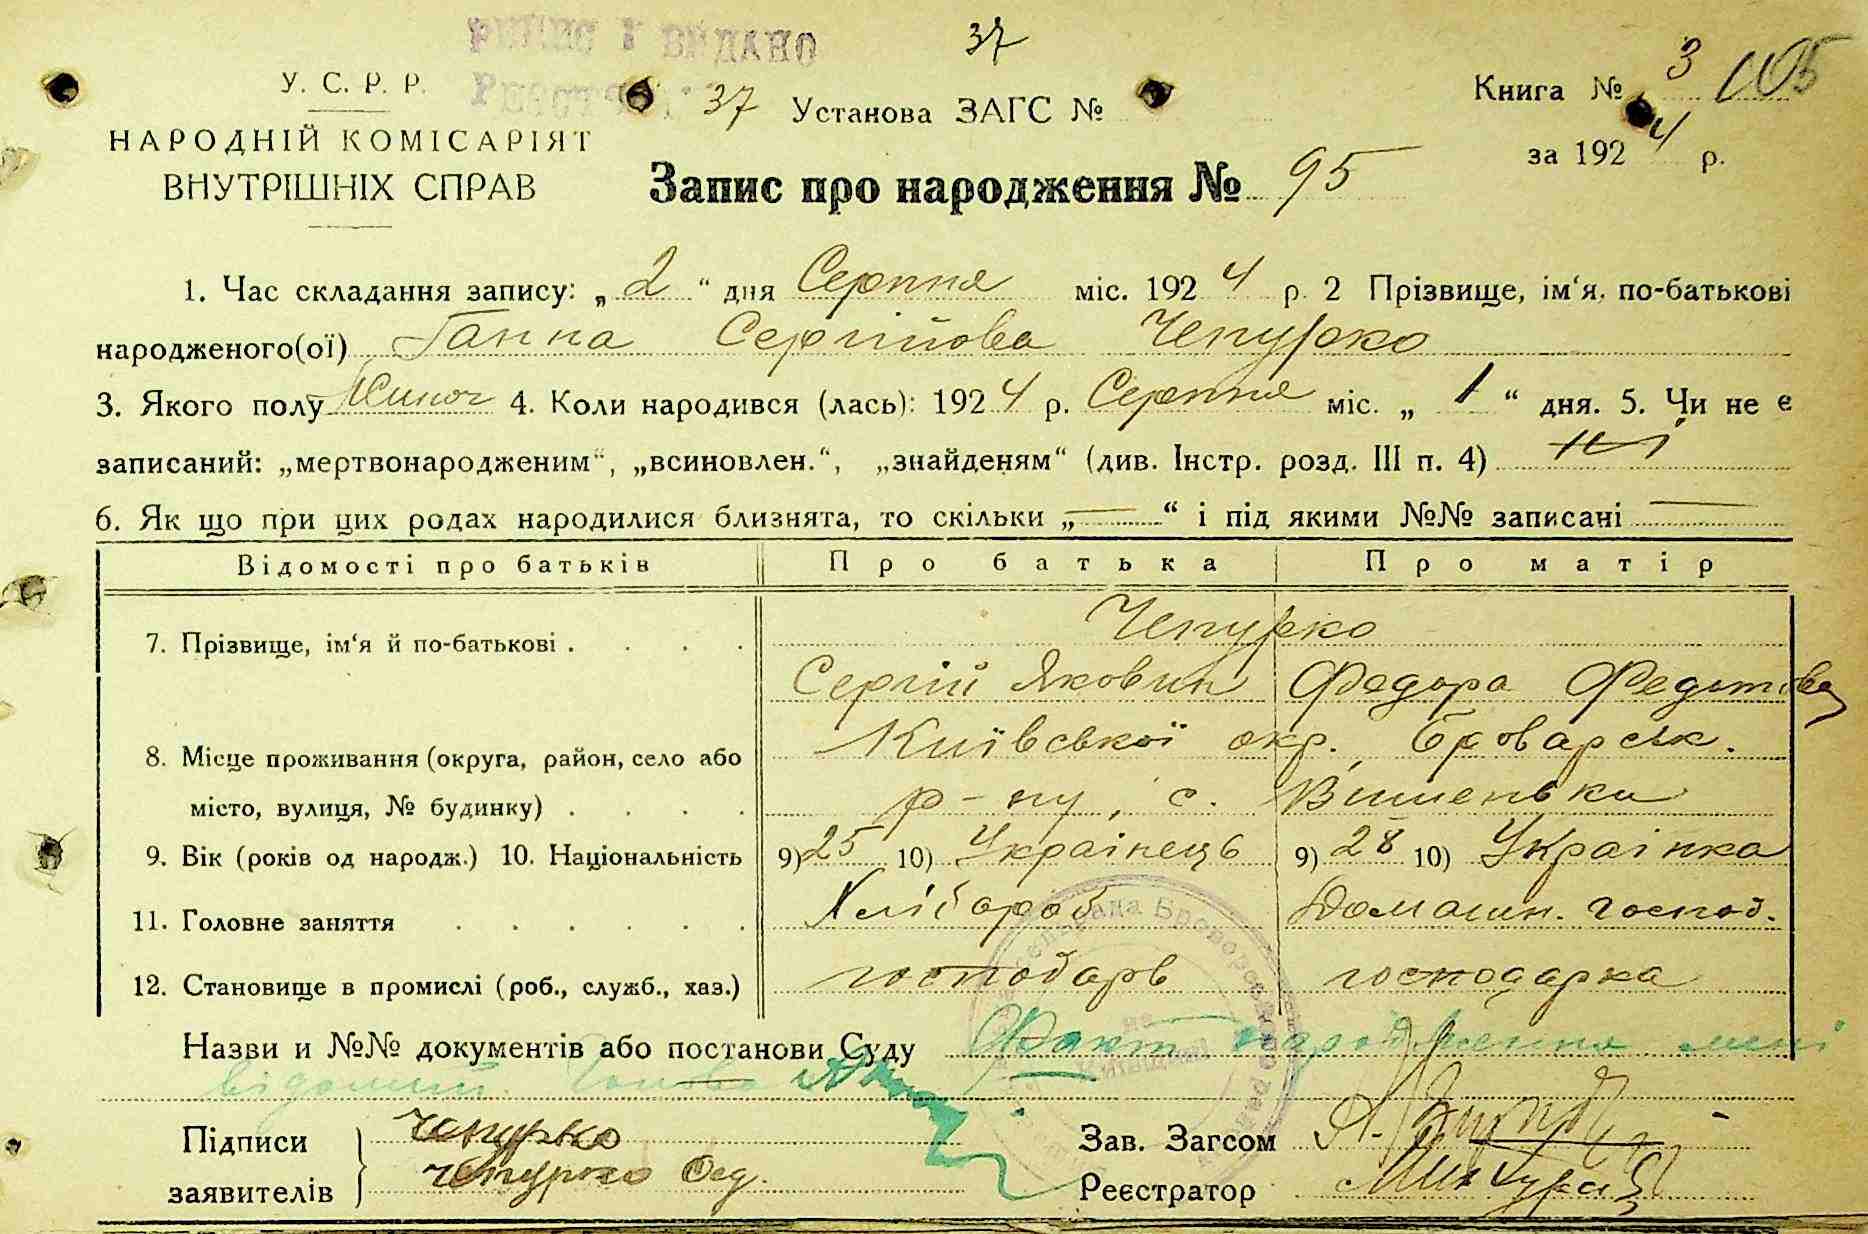 37
У. С. Р. Р.
НАРОДНІЙ КОМІСАРІЯТ
ВНУТРІШНІХ СПРАВ
37 Установа ЗАГС №
Книга № 3 105
за 1924 р.
Запис про народження № 95
1. Час складання запису: „ 2 “ дня Серпня міс. 1924 р. 2 Прізвище, ім‘я, по-батькові
народженого(ої) Ганна Сергійова Чепурко
3. Якого полу Жиноч 4. Коли народився (лась): 1924 р. Серпня міс. „ 1 “ дня. 5. Чи не є
записаний: „мертвонародженим“, „всиновлен.“, „знайденям“ (див. Інстр. розд. III п. 4) ні
6. Як що при цих родах народилися близнята, то скільки „ — “ і під якими №№ записані —
Відомості про батьків Про батька Про матір
7. Прізвище, ім‘я й по-батькові . . . . Чепурко
Сергій Яковин Федора Федотова
8. Місце проживання (округа, район, село або Київської окр. Броварськ.
місто, вулиця, № будинку) . . . . р-ну, с. Вишеньки
9. Вік (років од народж.) 10. Національність 9) 25 10) Українець 9) 28 10) Українка
11. Головне заняття . . . . . . Хлібороб Домашн. господ.
12. Становище в промислі (роб., служб., хаз.) господарь господарка
Назви и №№ документів або постанови Суду Факт народження мені
відомий. Голова
Підписи Чепурко Зав. Загсом А.
заявителів Чепурко Фед. Реєстратор